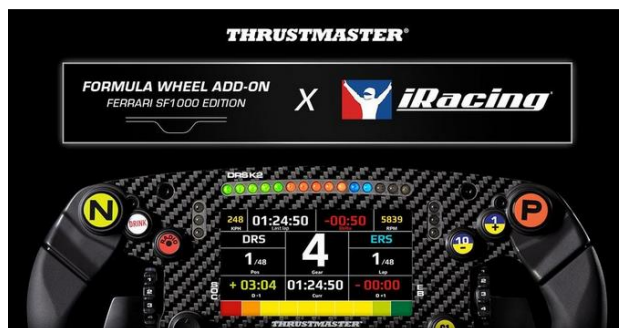 THRUSTMASTER®
FORMULA WHEEL ADD-ON
FERRARI SF1000 EDITION
X
iRacing
DRS K2
N
DRINK
RADIO
P
1+
10-
248
KPH
01:24:50
Last lap
-00:50
5839
RPM
DRS
4
ERS
1/48
Pos
Gear
1/48
Lap
+ 03:04
01:24:50
Curr
- 00:00
SOC
THRUSTMASTER